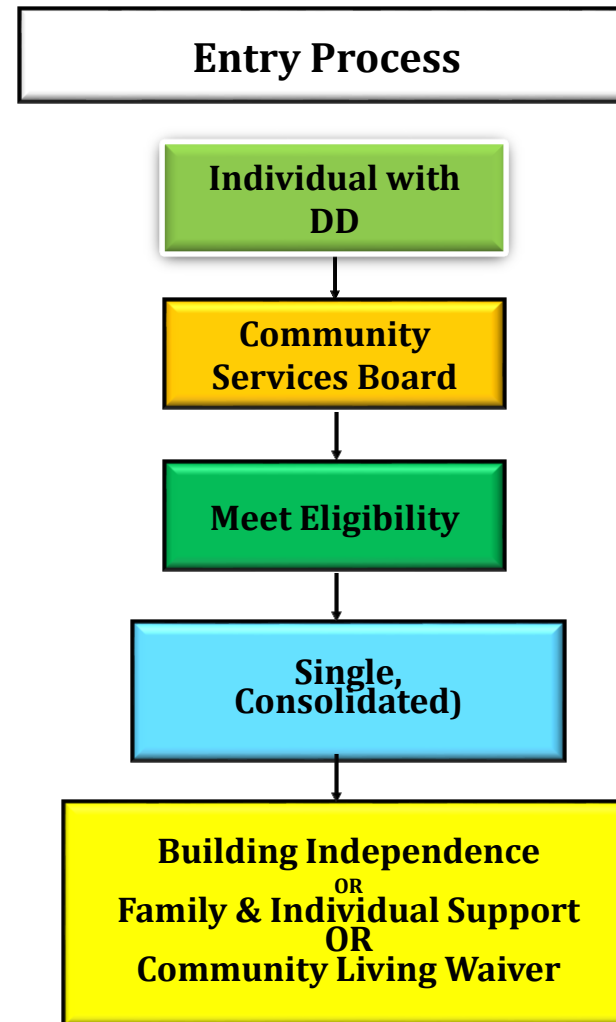 Entry Process
Individual with
DD
Community
Services Board
Meet Eligibility
Single,
Consolidated)
Building Independence
OR
Family & Individual Support
OR
Community Living Waiver